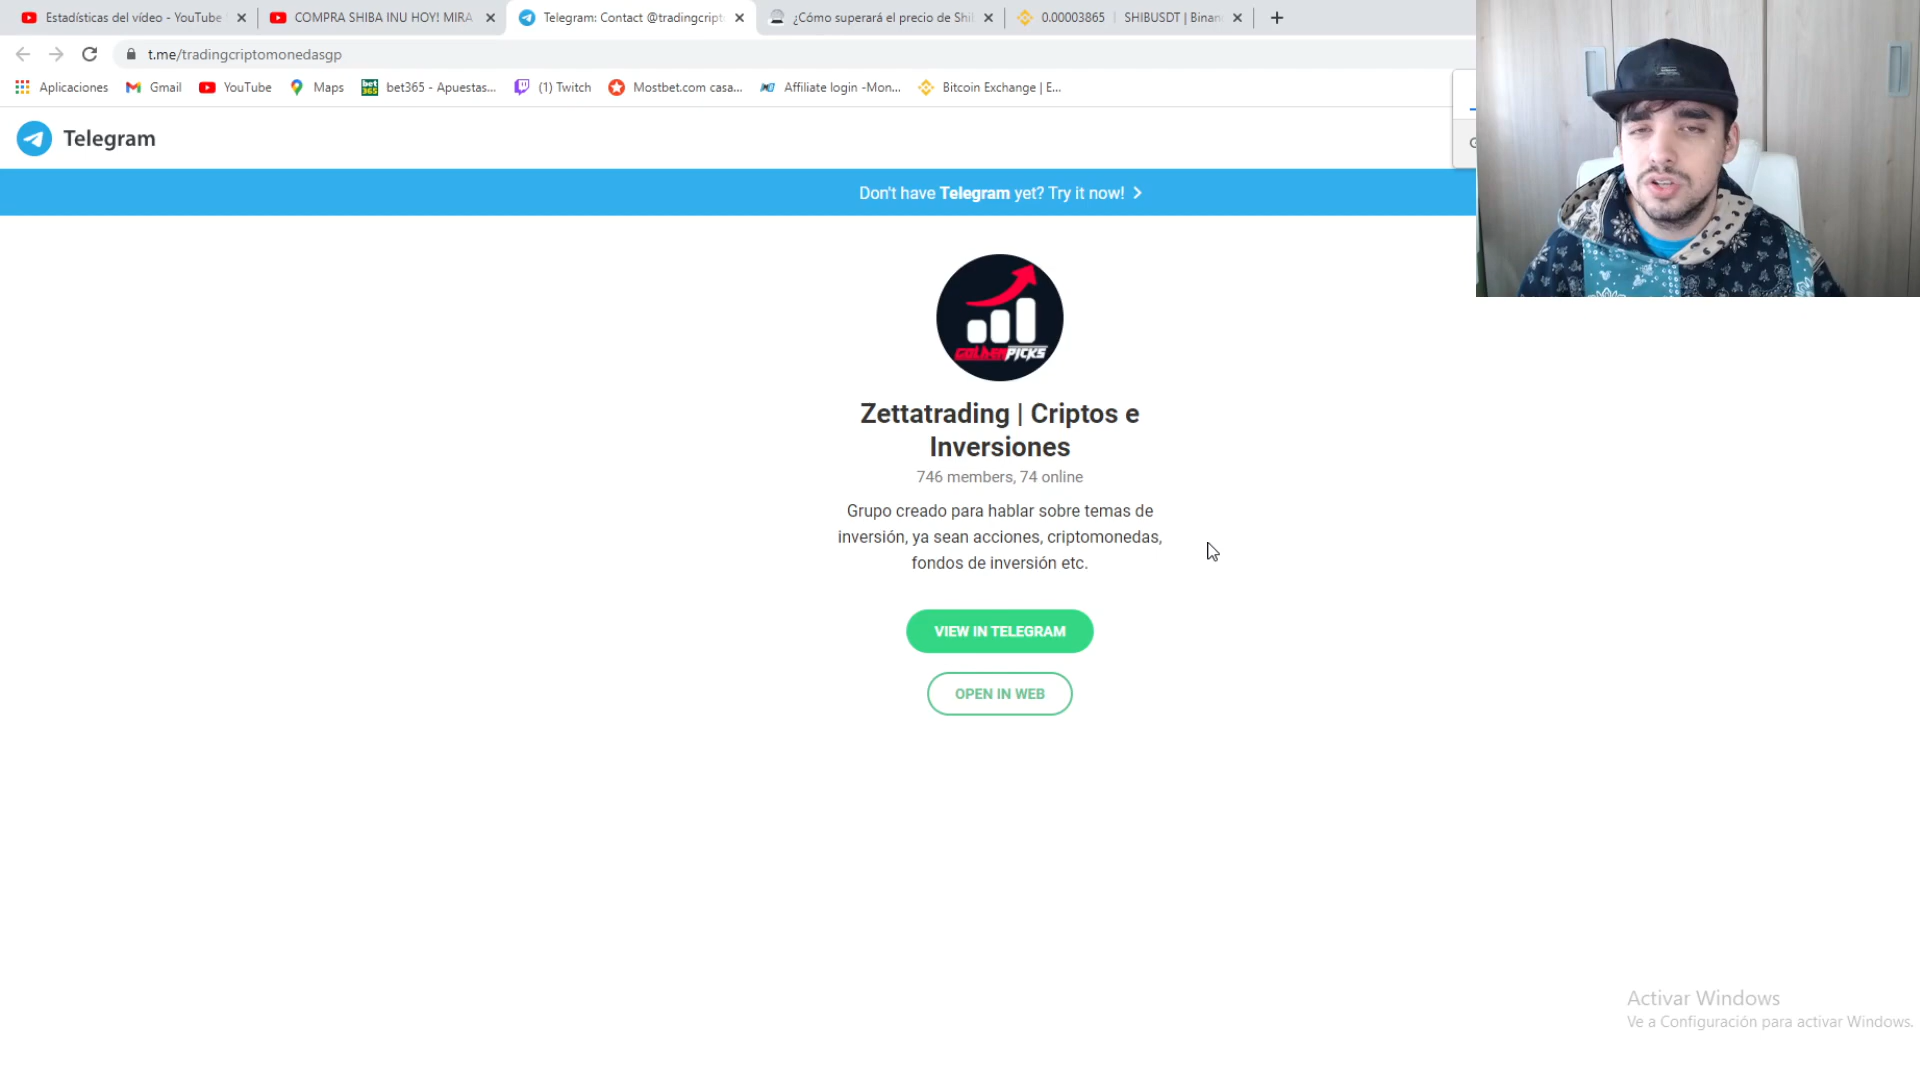 Estadísticas del vídeo - YouTube
COMPRA SHIBA INU HOY! MIRA
Telegram: Contact @tradingcript
¿Cómo superará el precio de Shi
0.00003865 | SHIBUSDT | Binan
t.me/tradingcriptomonedasgp
Aplicaciones
Gmail
YouTube
Maps
bet365
bet365 - Apuestas...
(1) Twitch
Mostbet.com casa...
Affiliate login -Mon...
Bitcoin Exchange | E...
Telegram
Don't have Telegram yet? Try it now!
GOLDENPICKS
Zettatrading | Criptos e
Inversiones
746 members, 74 online
Grupo creado para hablar sobre temas de
inversión, ya sean acciones, criptomonedas,
fondos de inversión etc.
VIEW IN TELEGRAM
OPEN IN WEB
Activar Windows
Ve a Configuración para activar Windows.